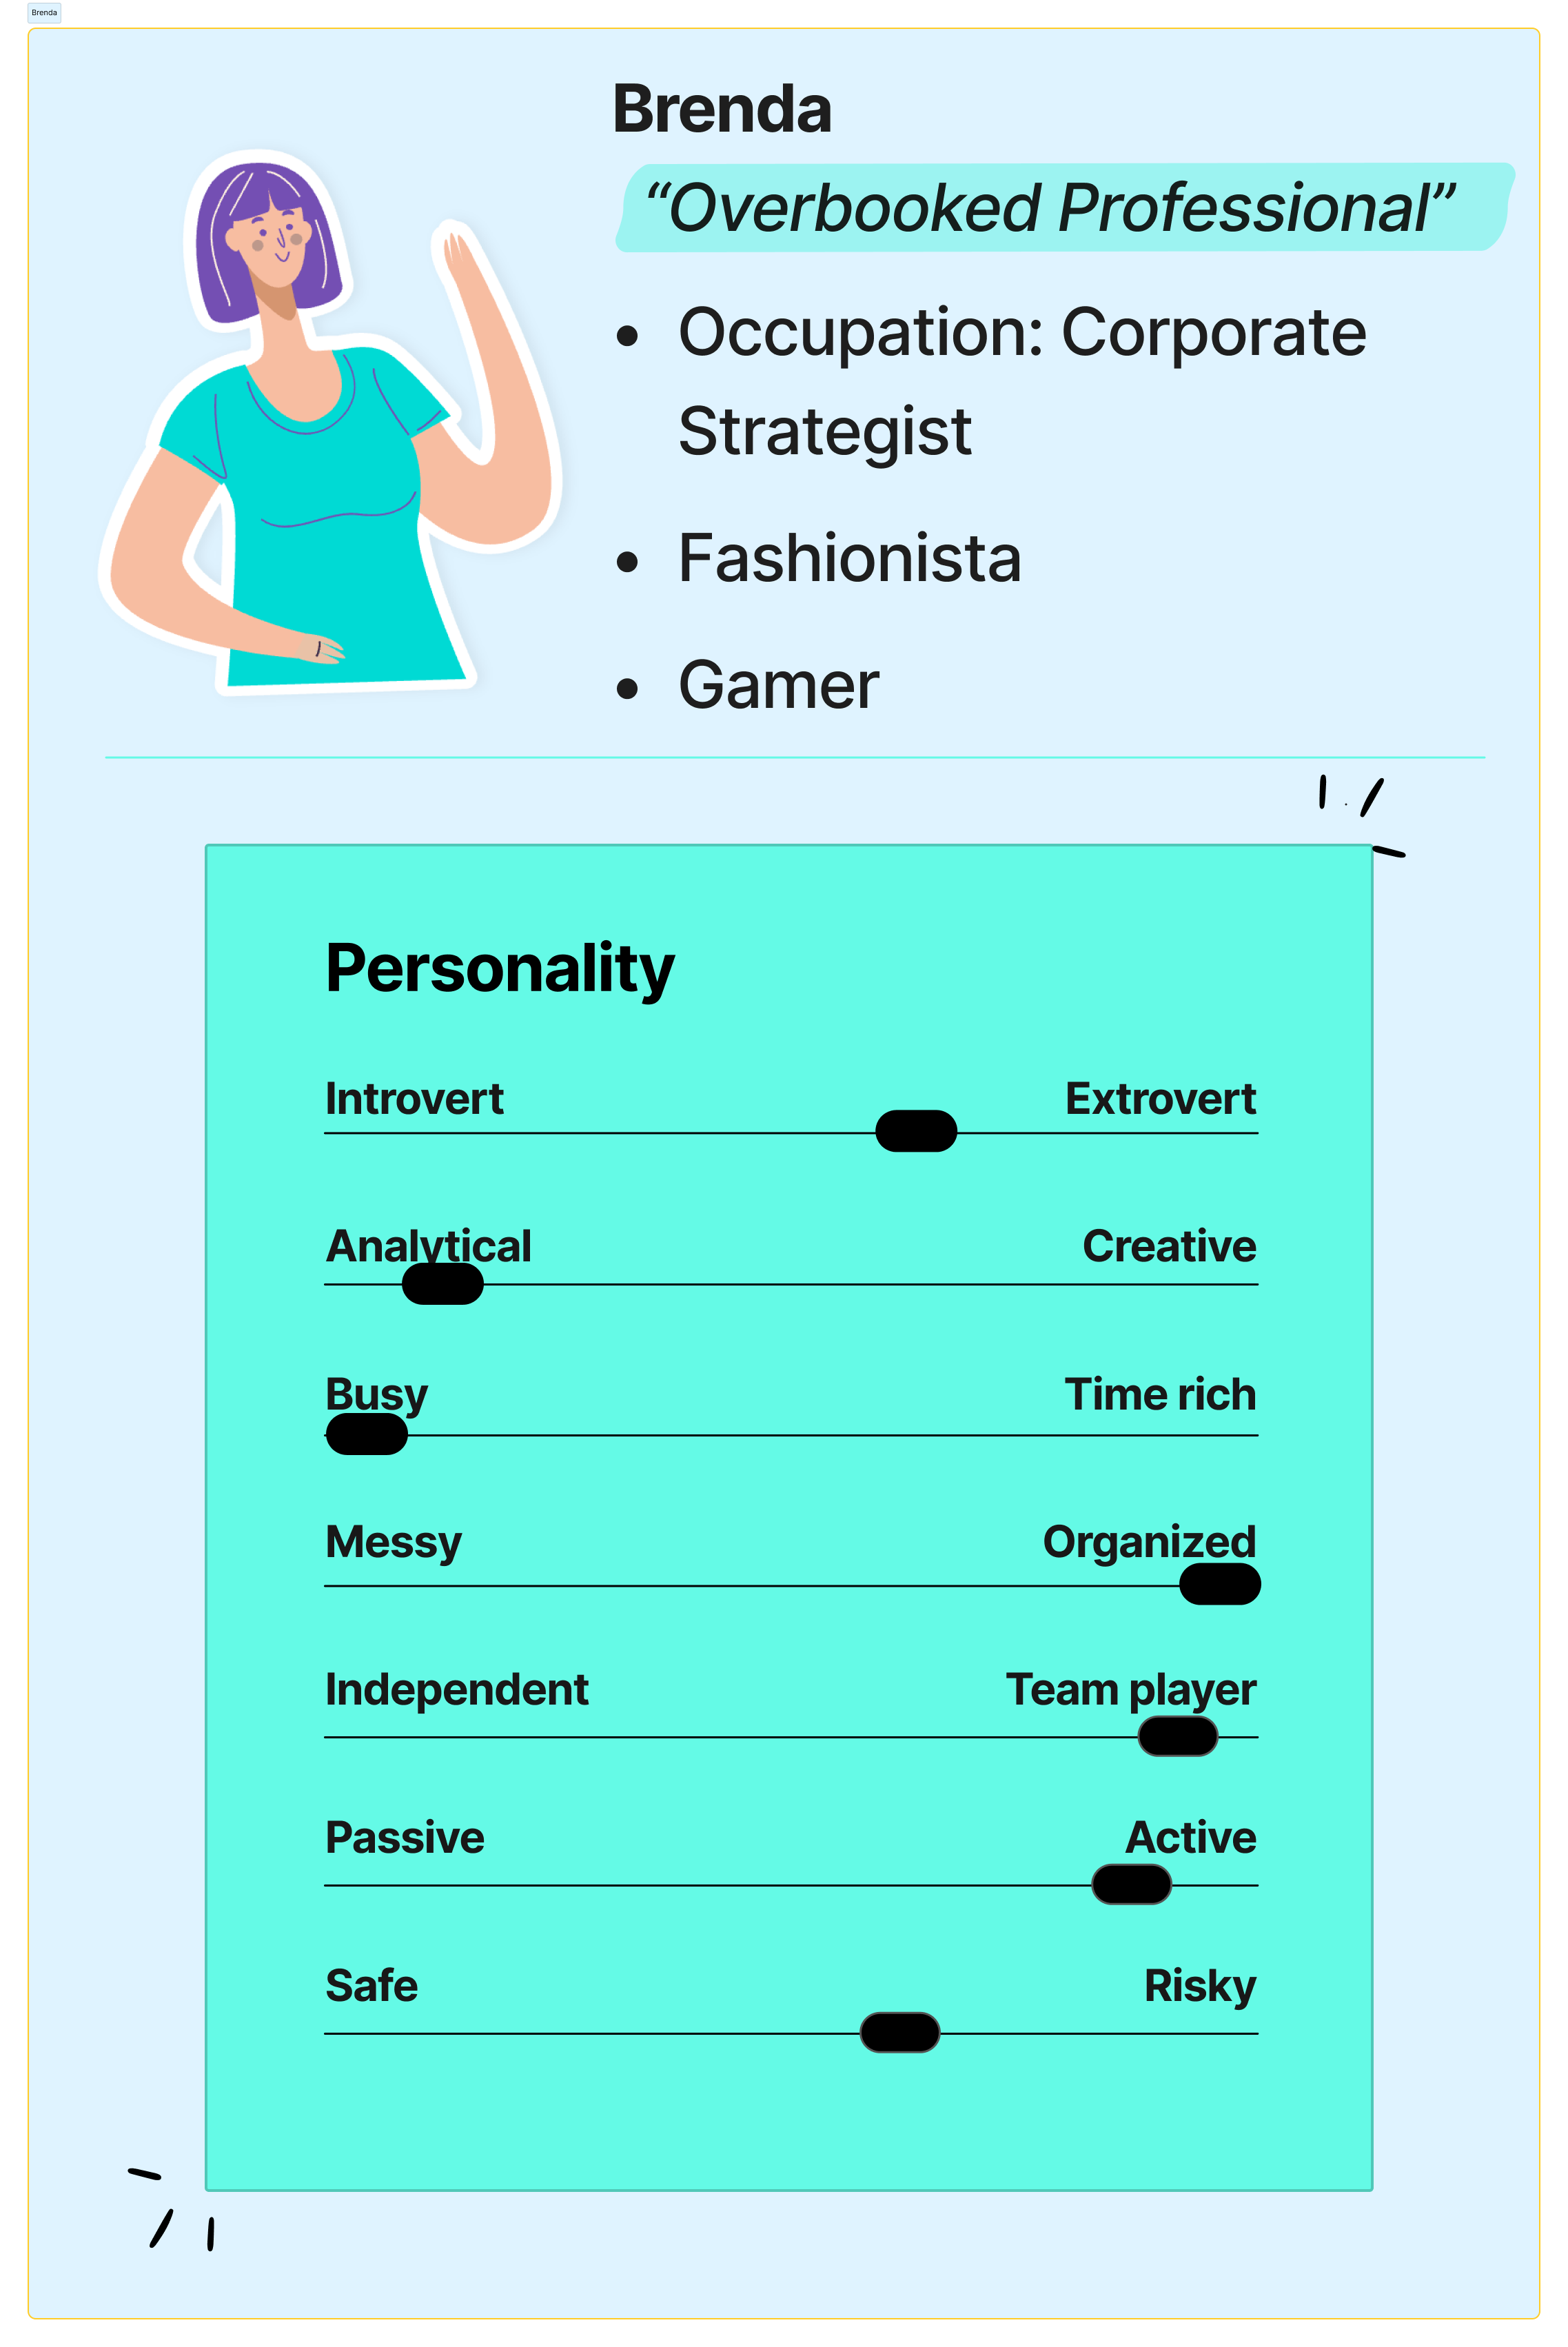 Brenda
Brenda
“Overbooked Professional”
• Occupation: Corporate
Strategist
• Fashionista
• Gamer
Personality
Introvert Extrovert
Analytical Creative
Busy Time rich
Messy Organized
Independent Team player
Passive Active
Safe Risky